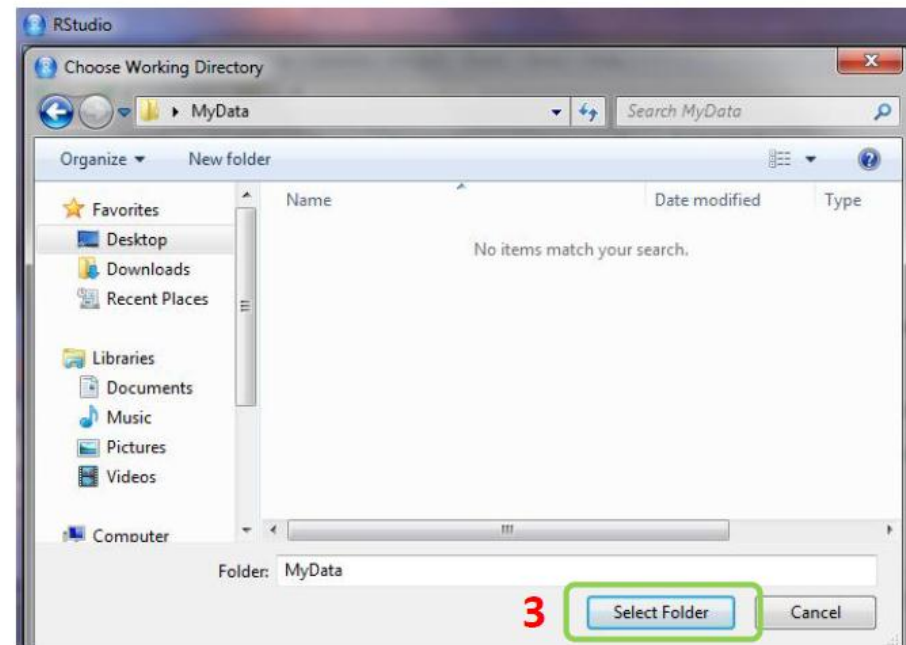 RStudio
Choose Working Directory
MyData
Search MyData
Organize
New folder
Name
Date modified
Type
Favorites
Desktop
Downloads
Recent Places
No items match your search.
Libraries
Documents
Music
Pictures
Videos
Computer
Folder: MyData
3 Select Folder Cancel